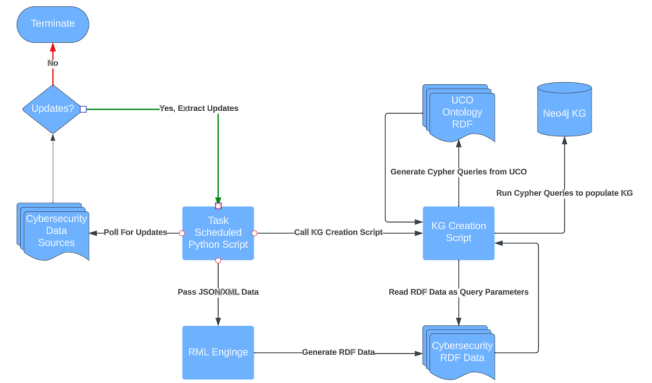 Terminate
No
Updates?
Yes, Extract Updates
UCO
Ontology
RDF
Neo4j KG
Generate Cypher Queries from UCO
Run Cypher Queries to populate KG
Cybersecurity
Data
Sources
Poll For Updates
Task
Scheduled
Python Script
Call KG Creation Script
KG Creation
Script
Pass JSON/XML Data
Read RDF Data as Query Parameters
RML Enginge
Generate RDF Data
Cybersecurity
RDF Data